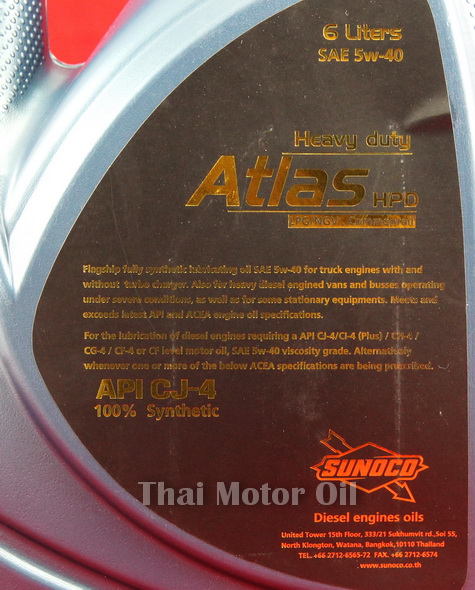 6 Liters
SAE 5w-40
Heavy duty
Atlas HPD
Flagship fully synthetic lubricating oil SAE 5w-40 for truck engines with and
without turbo charger. Also for heavy diesel engined vans and busses operating
under severe conditions, as well as for some stationary equipments. Meets and
exceeds latest API and ACEA engine oil specifications.
For the lubrication of diesel engines requiring a API CJ-4/CI-4 (Plus) / CH-4 /
CG-4 / CF-4 or CF level motor oil, SAE 5w-40 viscosity grade. Alternatively
whenever one or more of the below ACEA specifications are being prescribed.
API CJ-4
100% Synthetic
SUNOCO
Thai Motor Oil
Diesel engines oils
United Tower 15th Floor, 333/21 Sukhumvit rd.,Soi 55,
North Klongton, Watana, Bangkok,10110 Thailand
TEL. +66 2712-6565-72 FAX. +66 2712-6574
www.sunoco.co.th